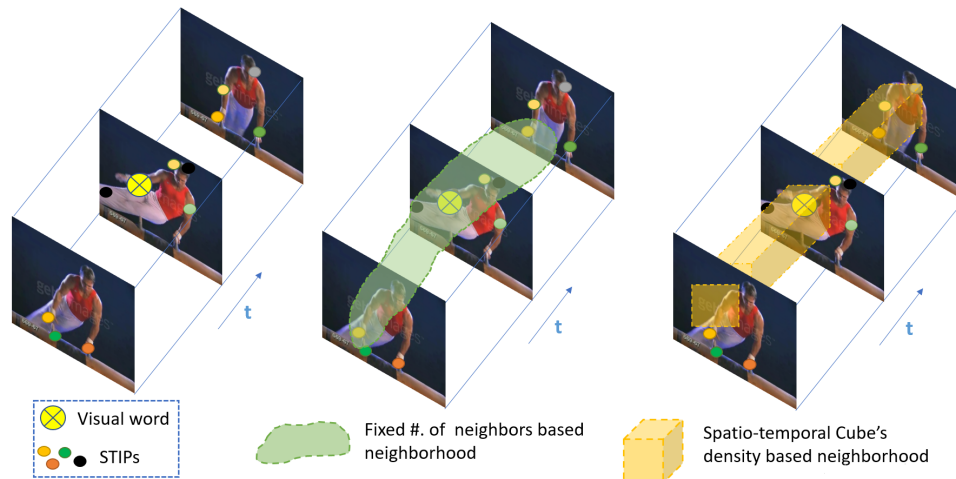 t
t
t
Visual word
STIPs
Fixed #. of neighbors based
neighborhood
Spatio-temporal Cube's
density based neighborhood